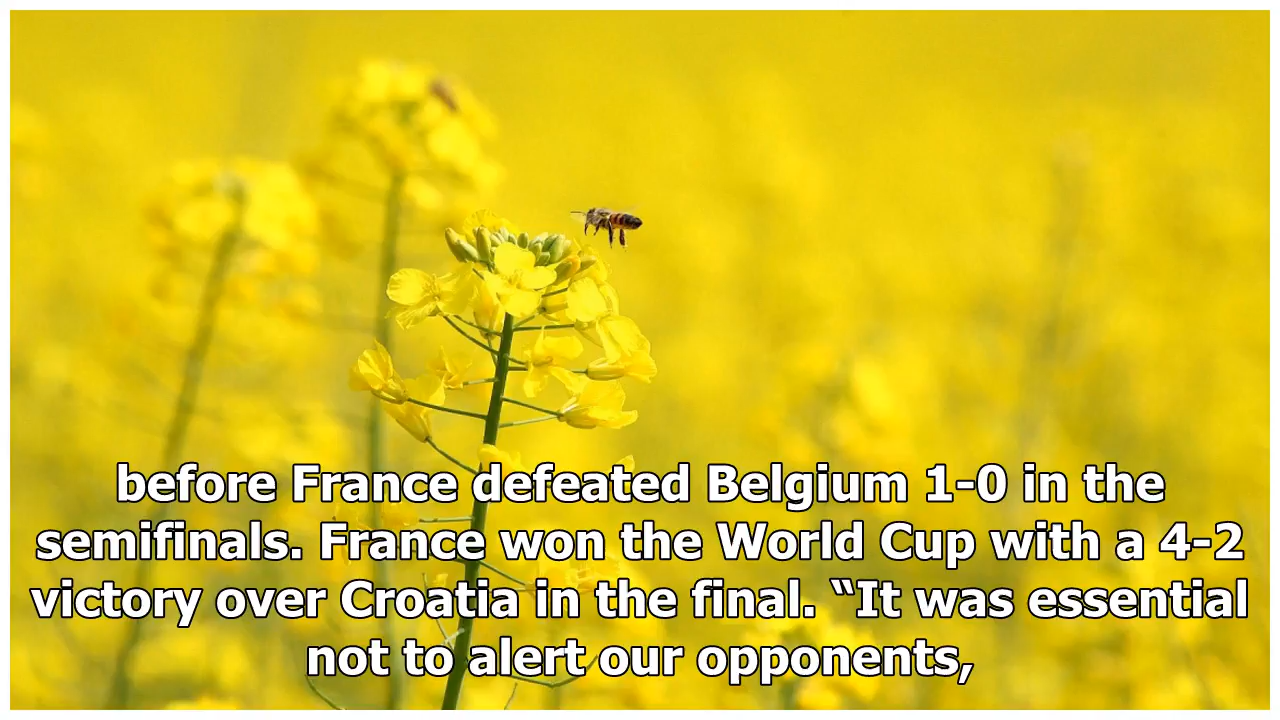 before France defeated Belgium 1-0 in the
semifinals. France won the World Cup with a 4-2
victory over Croatia in the final. “It was essential
not to alert our opponents,